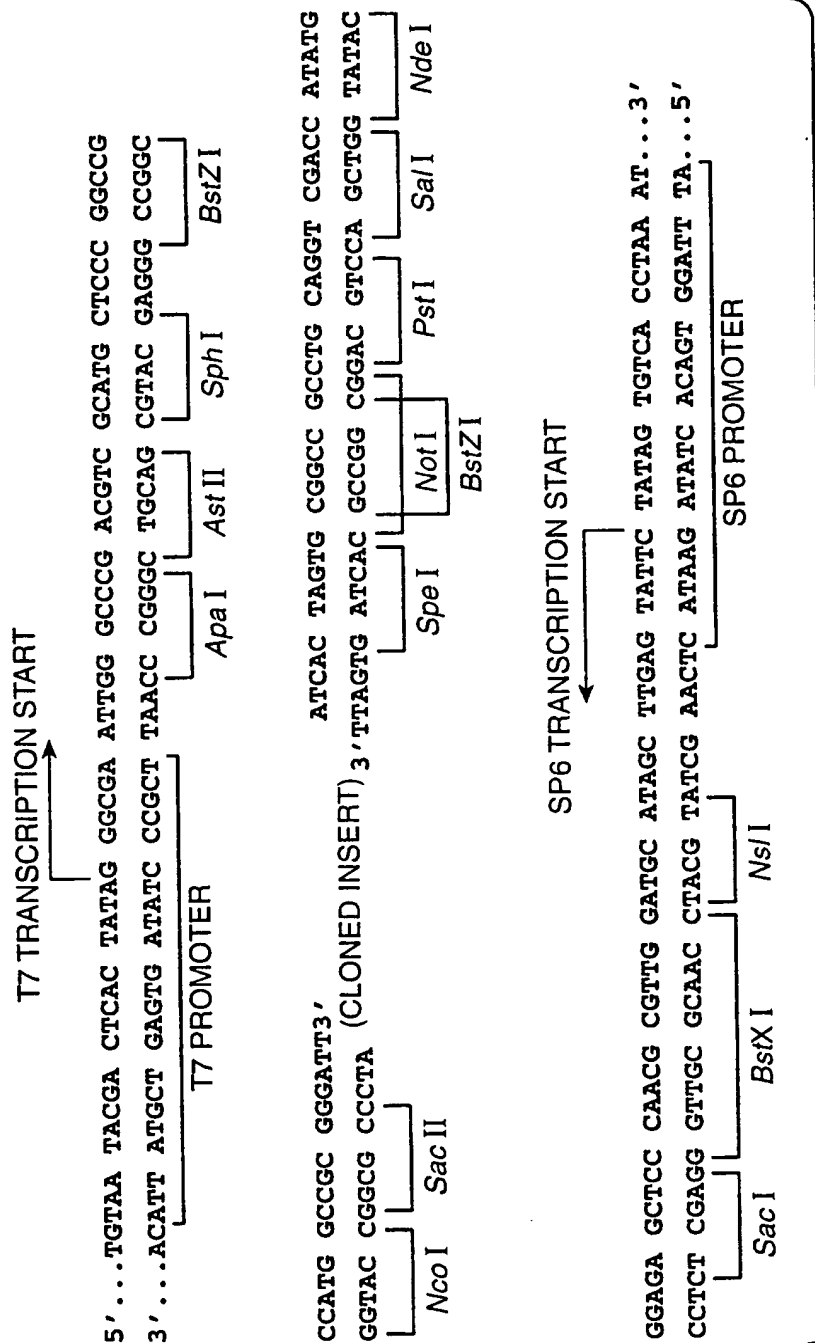 T7 TRANSCRIPTION START
5'....TGTAA TACGA CTCAC TATAG GGCGA ATTGG GCCCG ACGTC GCATG CTCCC GGCCG
3'....ACATT ATGCT GAGTG ATATC CCGCT TAACC CGGGC TGCAG CGTAC GAGGG CCGGC
T7 PROMOTER Apa I Ast II Sph I BstZ I
CCATG GCCGC GGGATT3' ATCAC TAGTG CGGCC GCCTG CAGGT CGACC ATATG
GGTAC CGGCG CCCTA (CLONED INSERT) 3'TTAGTG ATCAC GCCGG CGGAC GTCCA GCTGG TATAC
Nco I Sac II Spe I Not I Pst I Sal I Nde I
BstZ I
SP6 TRANSCRIPTION START
GGAGA GCTCC CAACG CGTTG GATGC ATAGC TTGAG TATTC TATAG TGTCA CCTAA AT....3'
CCTCT CGAGG GTTGC GCAAC CTACG TATCG AACTC ATAAG ATATC ACAGT GGATT TA....5'
Sac I BstX I Nsl I SP6 PROMOTER